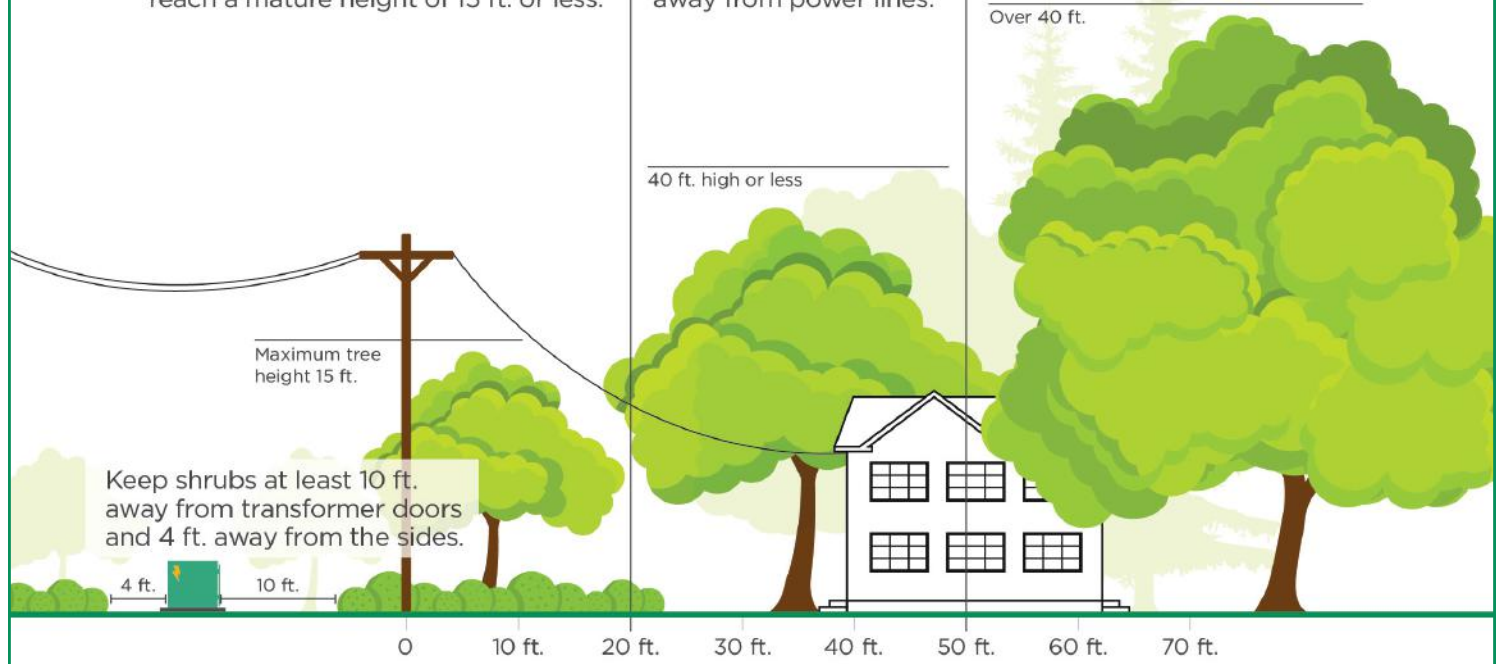 reach a mature height of 15 ft. or less.
away from power lines.
Over 40 ft.
40 ft. high or less
Maximum tree
height 15 ft.
Keep shrubs at least 10 ft.
away from transformer doors
and 4 ft. away from the sides.
4 ft.
10 ft.
0 10 ft. 20 ft. 30 ft. 40 ft. 50 ft. 60 ft. 70 ft.